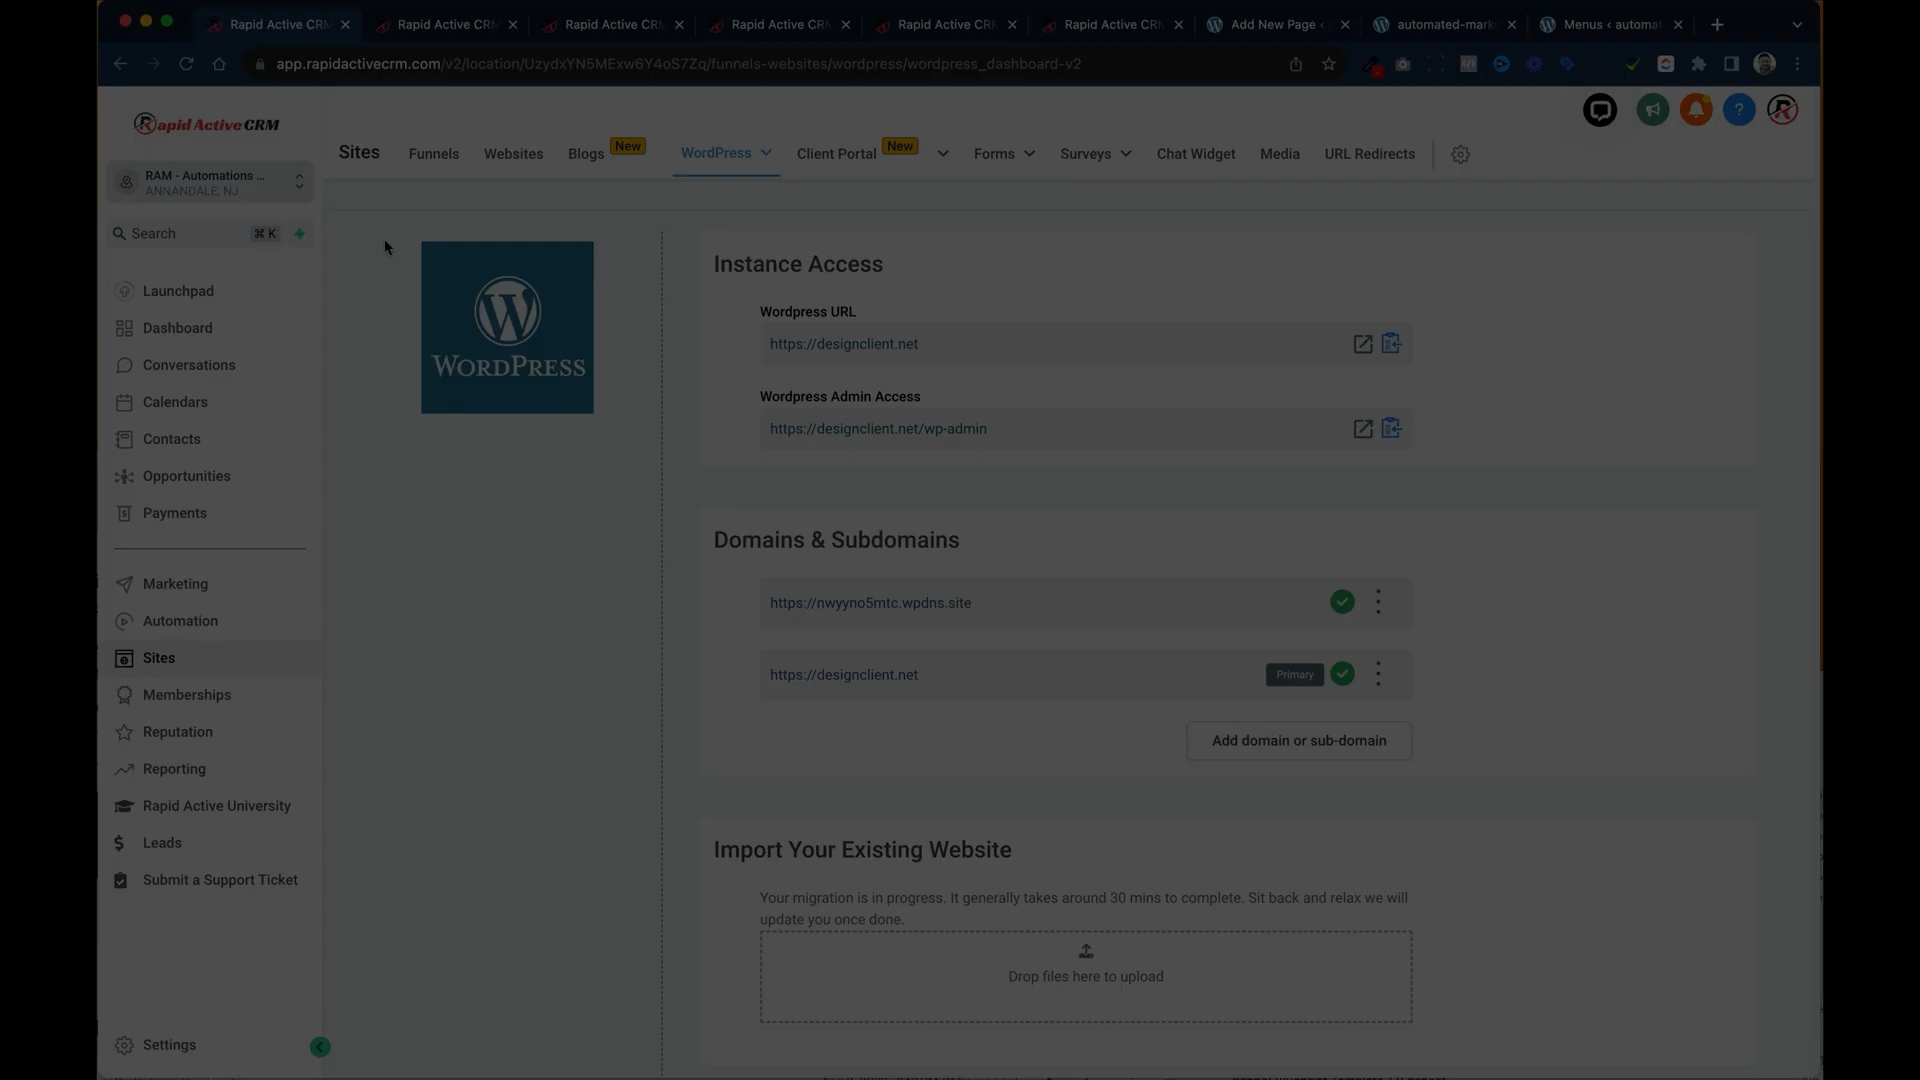 Rapid Active CRM
Rapid Active CRM
Rapid Active CRM
Rapid Active CRM
Rapid Active CRM
Rapid Active CRM
Add New Page ‹
automated-mark
Menus ‹ automat
app.rapidactivecrm.com/v2/location/UzydxYN5MExw6Y4oS7Zq/funnels-websites/wordpress/wordpress_dashboard-v2
Rapid Active CRM
Sites
Funnels
Websites
Blogs
New
WordPress
Client Portal
New
Forms
Surveys
Chat Widget
Media
URL Redirects
RAM - Automations ...
ANNANDALE, NJ
Search
⌘ K
Launchpad
Dashboard
Conversations
Calendars
Contacts
Opportunities
Payments
Marketing
Automation
Sites
Memberships
Reputation
Reporting
Rapid Active University
Leads
Submit a Support Ticket
Settings
WORDPRESS
Instance Access
Wordpress URL
https://designclient.net
Wordpress Admin Access
https://designclient.net/wp-admin
Domains & Subdomains
https://nwyyno5mtc.wpdns.site
https://designclient.net
Primary
Add domain or sub-domain
Import Your Existing Website
Your migration is in progress. It generally takes around 30 mins to complete. Sit back and relax we will
update you once done.
Drop files here to upload